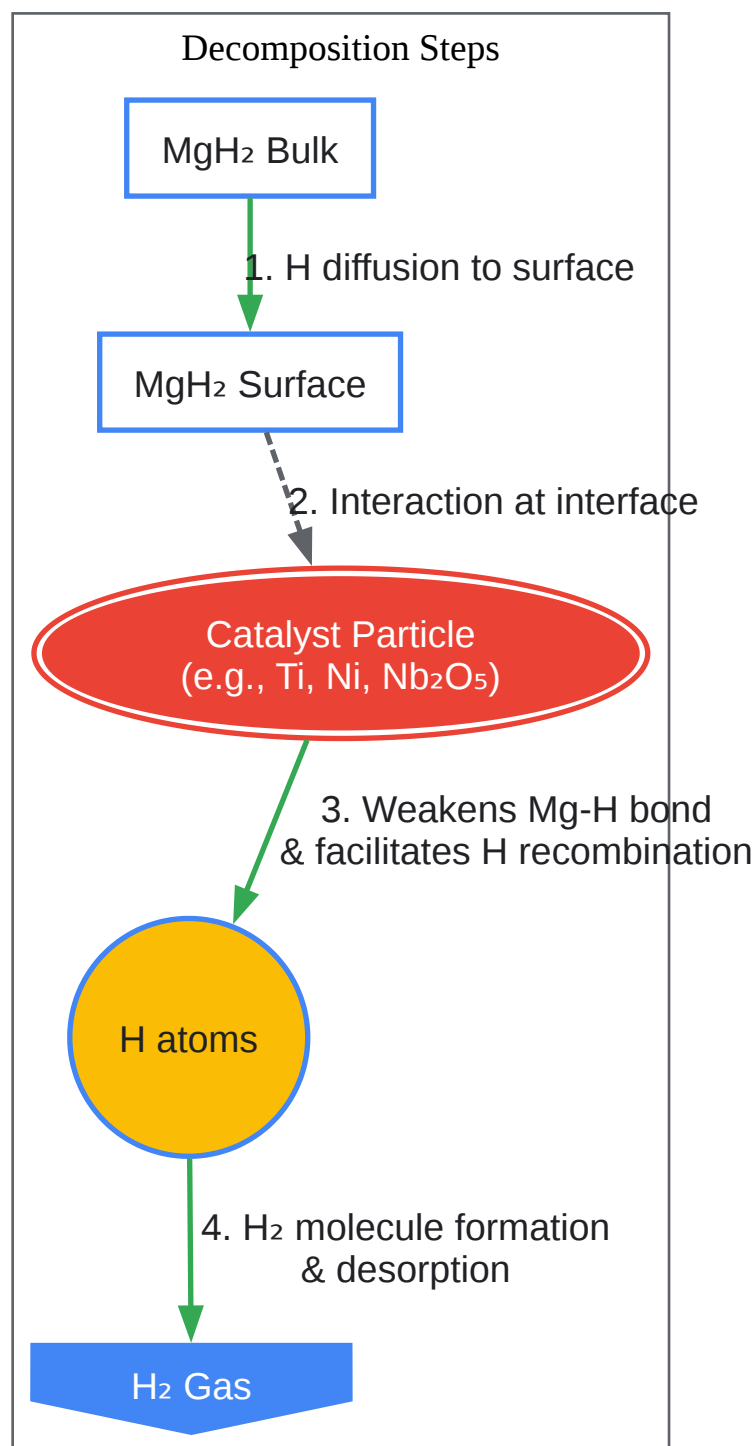 Decomposition Steps
MgH₂ Bulk
1. H diffusion to surface
MgH₂ Surface
2. Interaction at interface
Catalyst Particle
(e.g., Ti, Ni, Nb₂O₅)
3. Weakens Mg-H bond
& facilitates H recombination
H atoms
4. H₂ molecule formation
& desorption
H₂ Gas